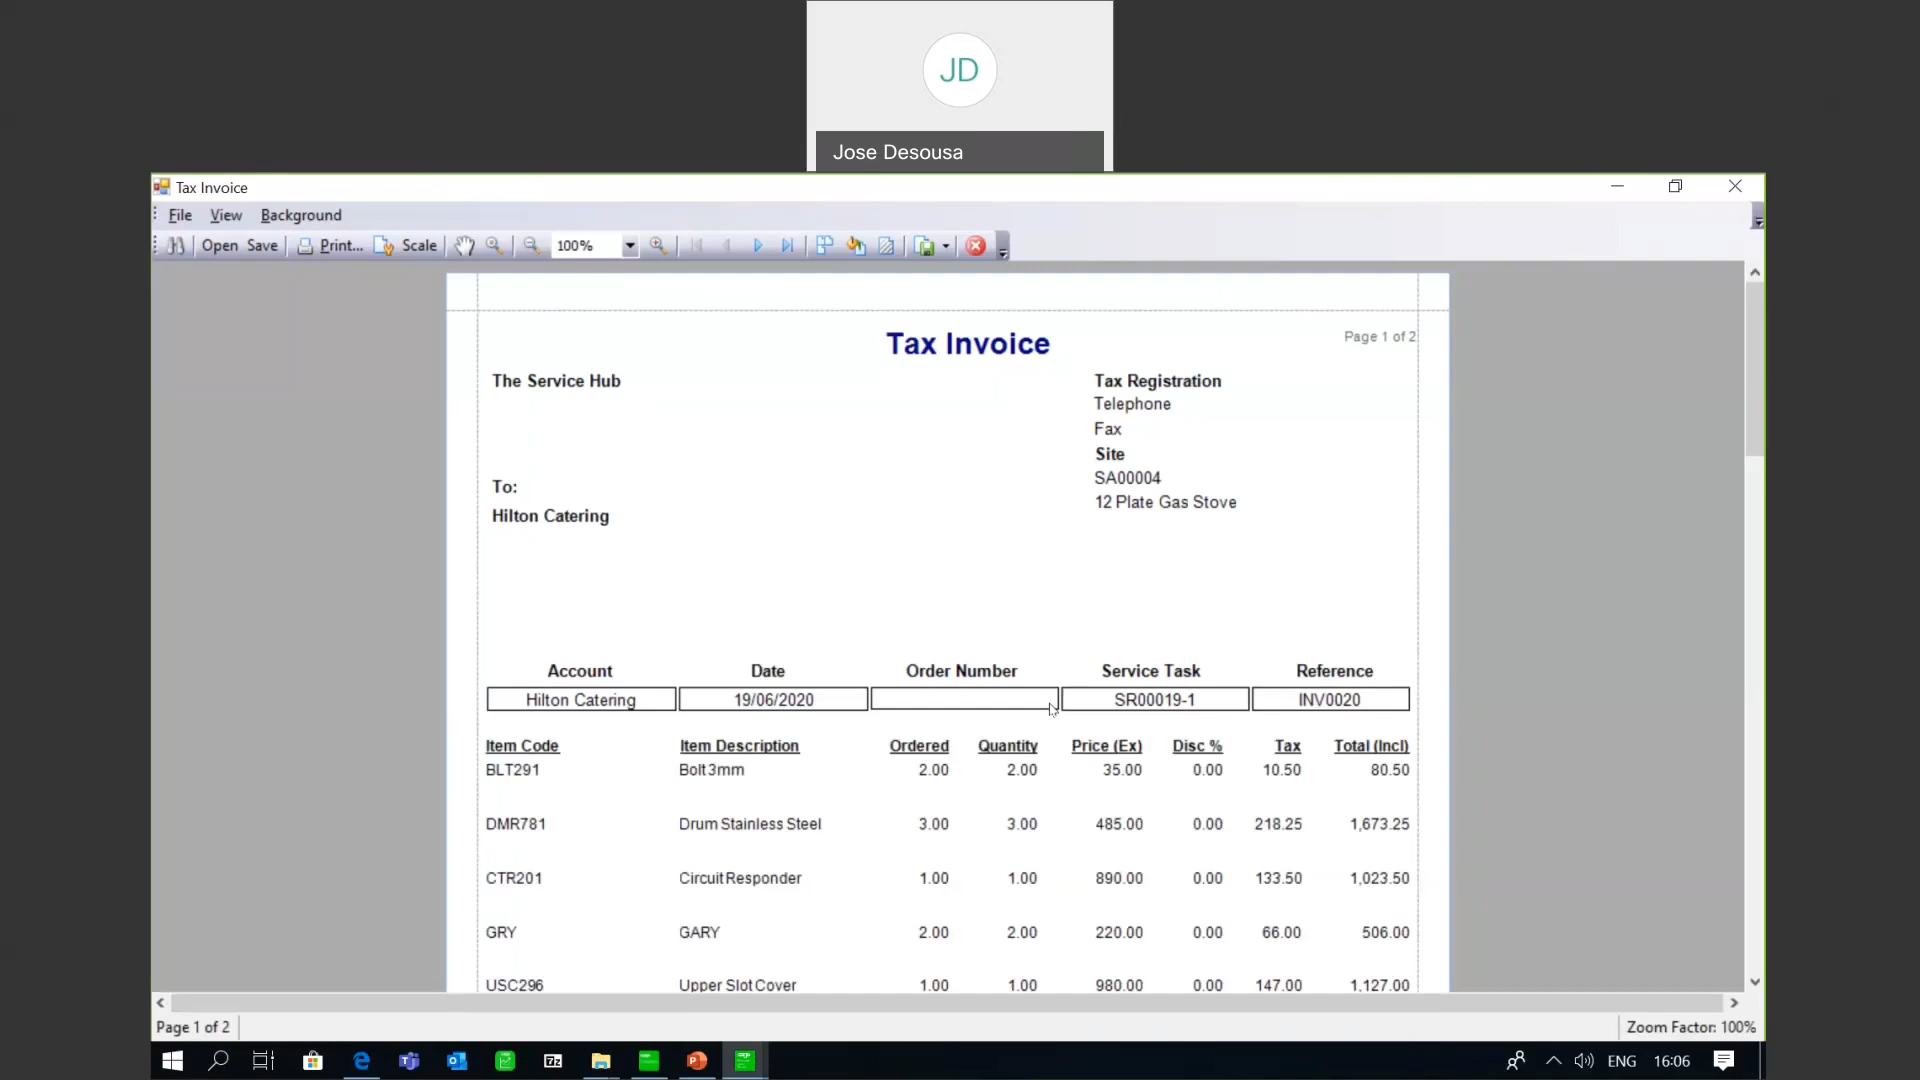 JD
Jose Desousa
Tax Invoice
File View Background
Open Save Print... Scale 100%
Tax Invoice
Page 1 of 2
The Service Hub
Tax Registration
Telephone
Fax
Site
SA00004
12 Plate Gas Stove
To:
Hilton Catering
Account Date Order Number Service Task Reference
Hilton Catering 19/06/2020 SR00019-1 INV0020
Item Code Item Description Ordered Quantity Price (Ex) Disc % Tax Total (Incl)
BLT291 Bolt 3mm 2.00 2.00 35.00 0.00 10.50 80.50
DMR781 Drum Stainless Steel 3.00 3.00 485.00 0.00 218.25 1,673.25
CTR201 Circuit Responder 1.00 1.00 890.00 0.00 133.50 1,023.50
GRY GARY 2.00 2.00 220.00 0.00 66.00 506.00
USC296 Upper Slot Cover 1.00 1.00 980.00 0.00 147.00 1,127.00
Page 1 of 2
Zoom Factor: 100%
7z
ENG 16:06